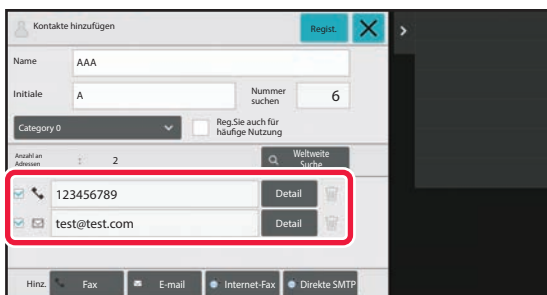 Kontakte hinzufügen
Regist.
Name
AAA
Initiale
A
Nummer
suchen
6
Category 0
Reg.Sie auch für
häufige Nutzung
Anzahl an
Adressen
:
2
Weltweite
Suche
123456789
Detail
test@test.com
Detail
Hinz.
Fax
E-mail
Internet-Fax
Direkte SMTP